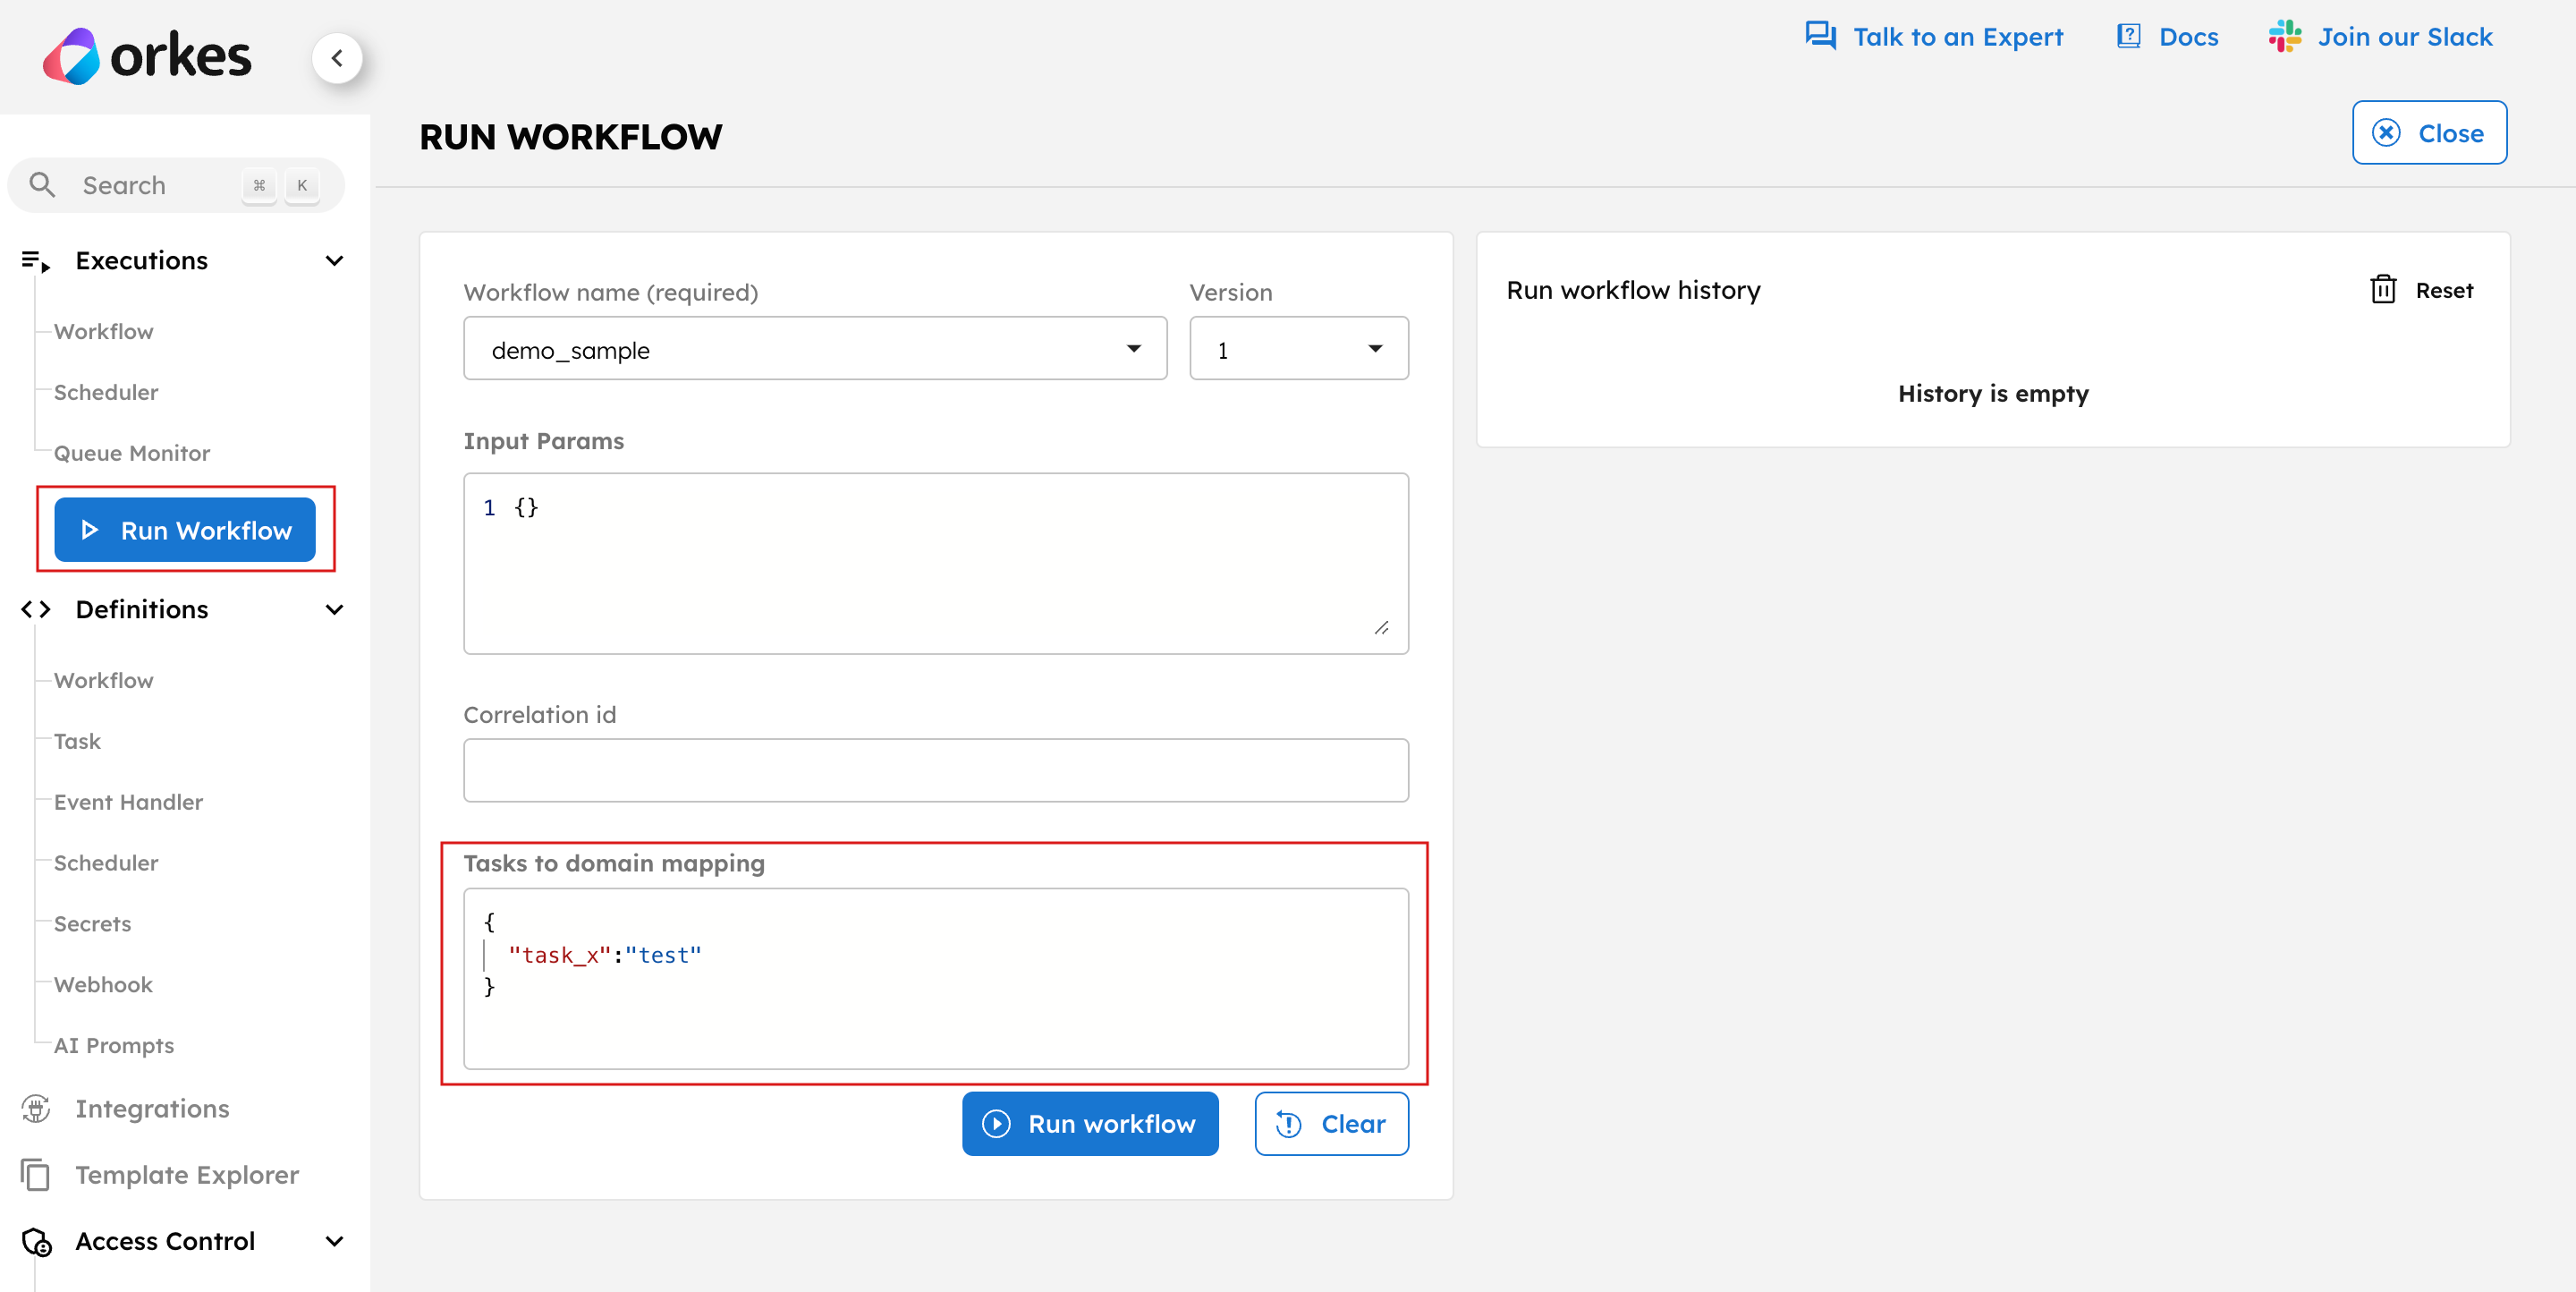 orkes
Talk to an Expert
Docs
Join our Slack
RUN WORKFLOW
Close
Search ⌘ K
Executions
Workflow
Scheduler
Queue Monitor
Run Workflow
Definitions
Workflow
Task
Event Handler
Scheduler
Secrets
Webhook
AI Prompts
Integrations
Template Explorer
Access Control
Workflow name (required)
Version
demo_sample
1
Input Params
1 {}
Correlation id
Tasks to domain mapping
{
"task_x":"test"
}
Run workflow
Clear
Run workflow history
Reset
History is empty